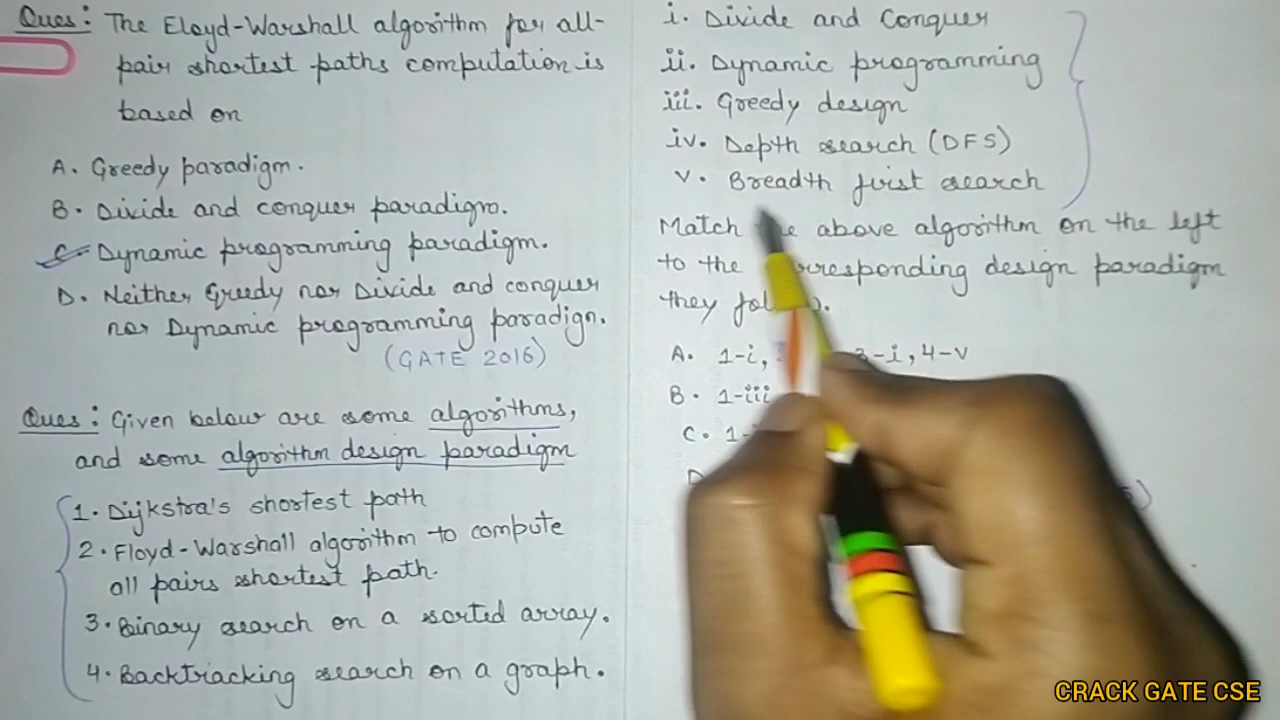 Ques: The Floyd-Warshall algorithm for all-
pair shortest paths computation is
based on
A. Greedy paradigm.
B. Divide and conquer paradigm.
C. Dynamic programming paradigm.
D. Neither Greedy nor Divide and conquer
nor Dynamic programming paradign.
(GATE 2016)
Ques: Given below are some algorithms,
and some algorithm design paradigm
1. Dijkstra's shortest path
2. Floyd-Warshall algorithm to compute
all pairs shortest path.
3. Binary search on a sorted array.
4. Backtracking search on a graph.
i. Divide and Conquer
ii. Dynamic programming
iii. Greedy design
iv. Depth search (DFS)
v. Breadth first search
Match above algorithm on the left
to the design paradigm
they
A. 1-i, 3-i, 4-v
B. 1-iii
C. 1-
D
CRACK GATE CSE